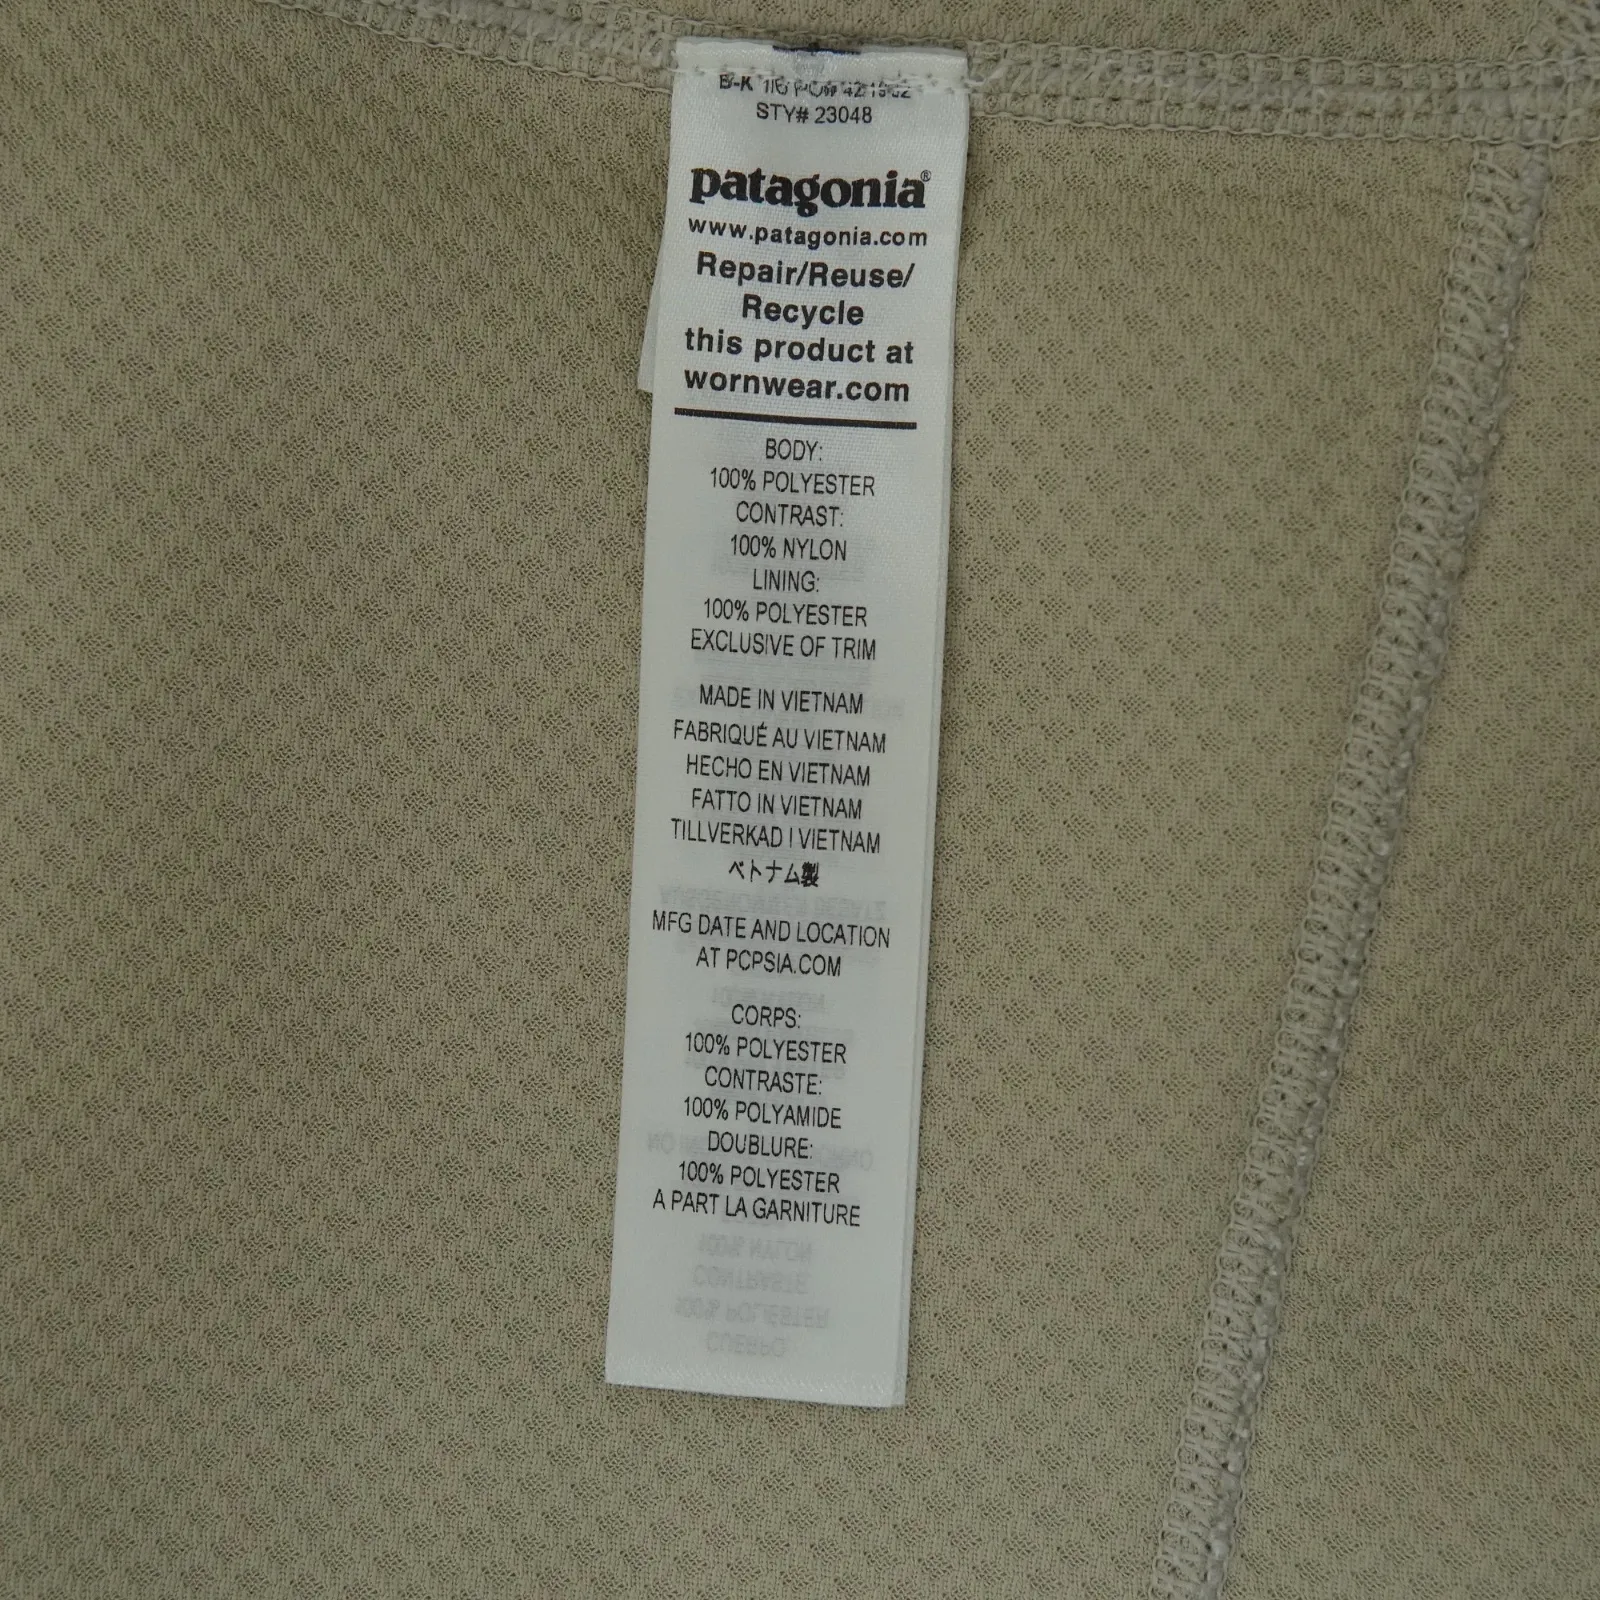 B-K
STY# 23048
patagonia®
www.patagonia.com
Repair/Reuse/
Recycle
this product at
wornwear.com
BODY:
100% POLYESTER
CONTRAST:
100% NYLON
LINING:
100% POLYESTER
EXCLUSIVE OF TRIM
MADE IN VIETNAM
FABRIQUÉ AU VIETNAM
HECHO EN VIETNAM
FATTO IN VIETNAM
TILLVERKAD I VIETNAM
ベトナム製
MFG DATE AND LOCATION
AT PCPSIA.COM
CORPS:
100% POLYESTER
CONTRASTE:
100% POLYAMIDE
DOUBLURE:
100% POLYESTER
A PART LA GARNITURE